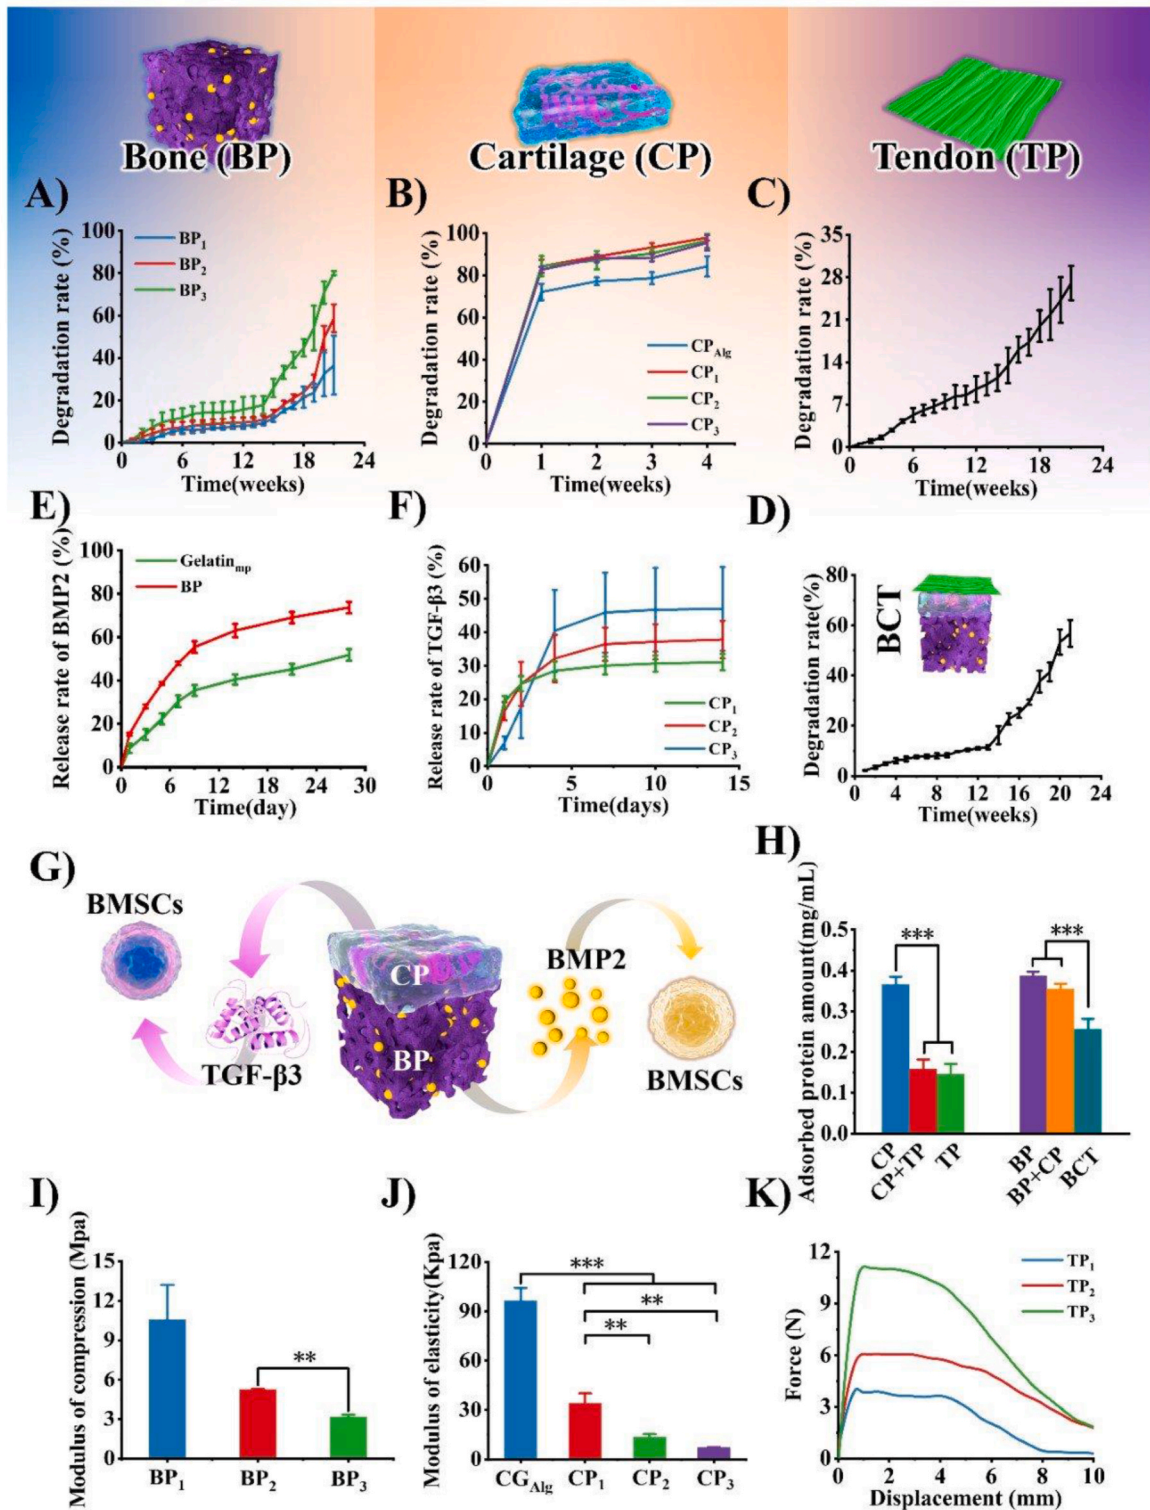 Bone (BP)
Cartilage (CP)
Tendon (TP)
A)
Degradation rate (%)
100
80
60
40
20
0
BP1
BP2
BP3
0 6 12 18 24
Time(weeks)
B)
Degradation rate (%)
100
80
60
40
20
0
CPAlg
CP1
CP2
CP3
0 1 2 3 4
Time(weeks)
C)
Degradation rate (%)
35
28
21
14
7
0
0 6 12 18 24
Time(weeks)
E)
Release rate of BMP2 (%)
100
80
60
40
20
0
Gelatinmp
BP
0 6 12 18 24 30
Time(day)
F)
Release rate of TGF-β3 (%)
60
50
40
30
20
10
0
CP1
CP2
CP3
0 5 10 15
Time(days)
D)
BCT
Degradation rate(%)
80
60
40
20
0
0 4 8 12 16 20 24
Time(weeks)
G)
BMSCs
TGF-β3
CP
BP
BMP2
BMSCs
H)
Adsorbed protein amount(mg/mL)
0.5
0.4
0.3
0.2
0.1
0.0
***
***
CP
CP+TP
TP
BP
BP+CP
BCT
I)
Modulus of compression (Mpa)
15
12
9
6
3
0
**
BP1 BP2 BP3
J)
Modulus of elasticity(Kpa)
120
90
60
30
0
***
**
**
CGAlg CP1 CP2 CP3
K)
Force (N)
12
9
6
3
0
TP1
TP2
TP3
0 2 4 6 8 10
Displacement (mm)